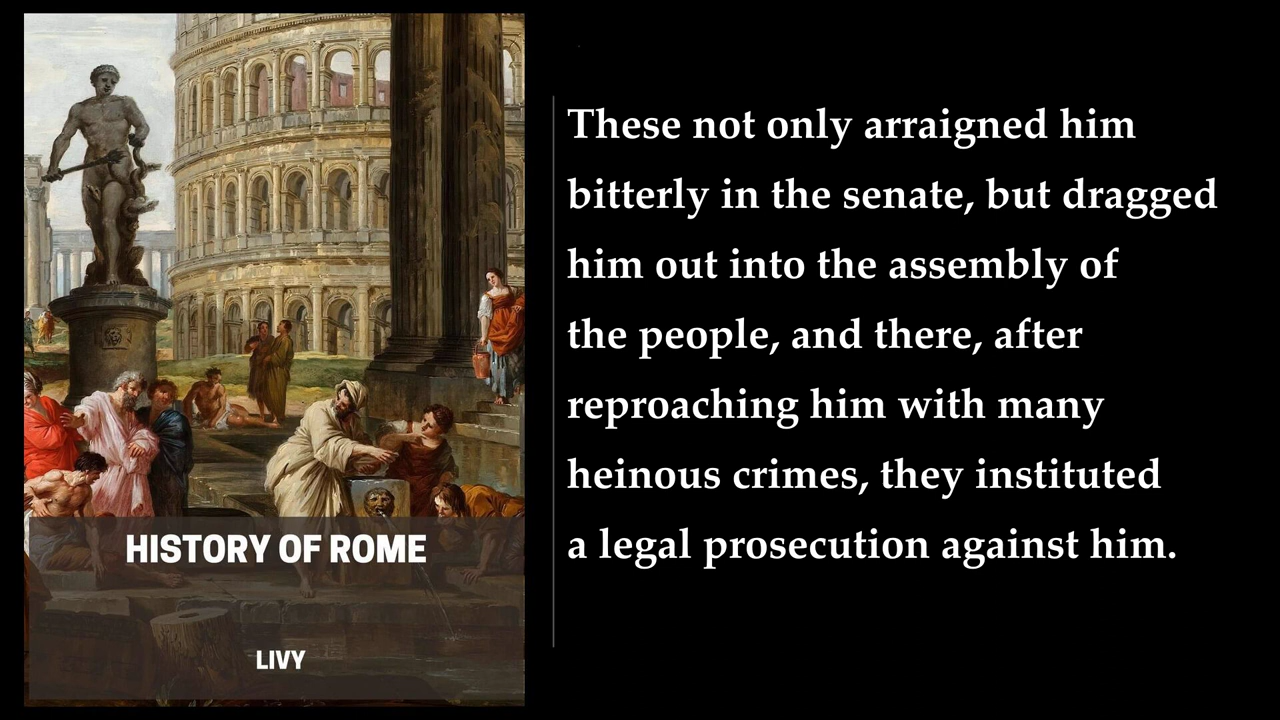 HISTORY OF ROME
LIVY
These not only arraigned him
bitterly in the senate, but dragged
him out into the assembly of
the people, and there, after
reproaching him with many
heinous crimes, they instituted
a legal prosecution against him.